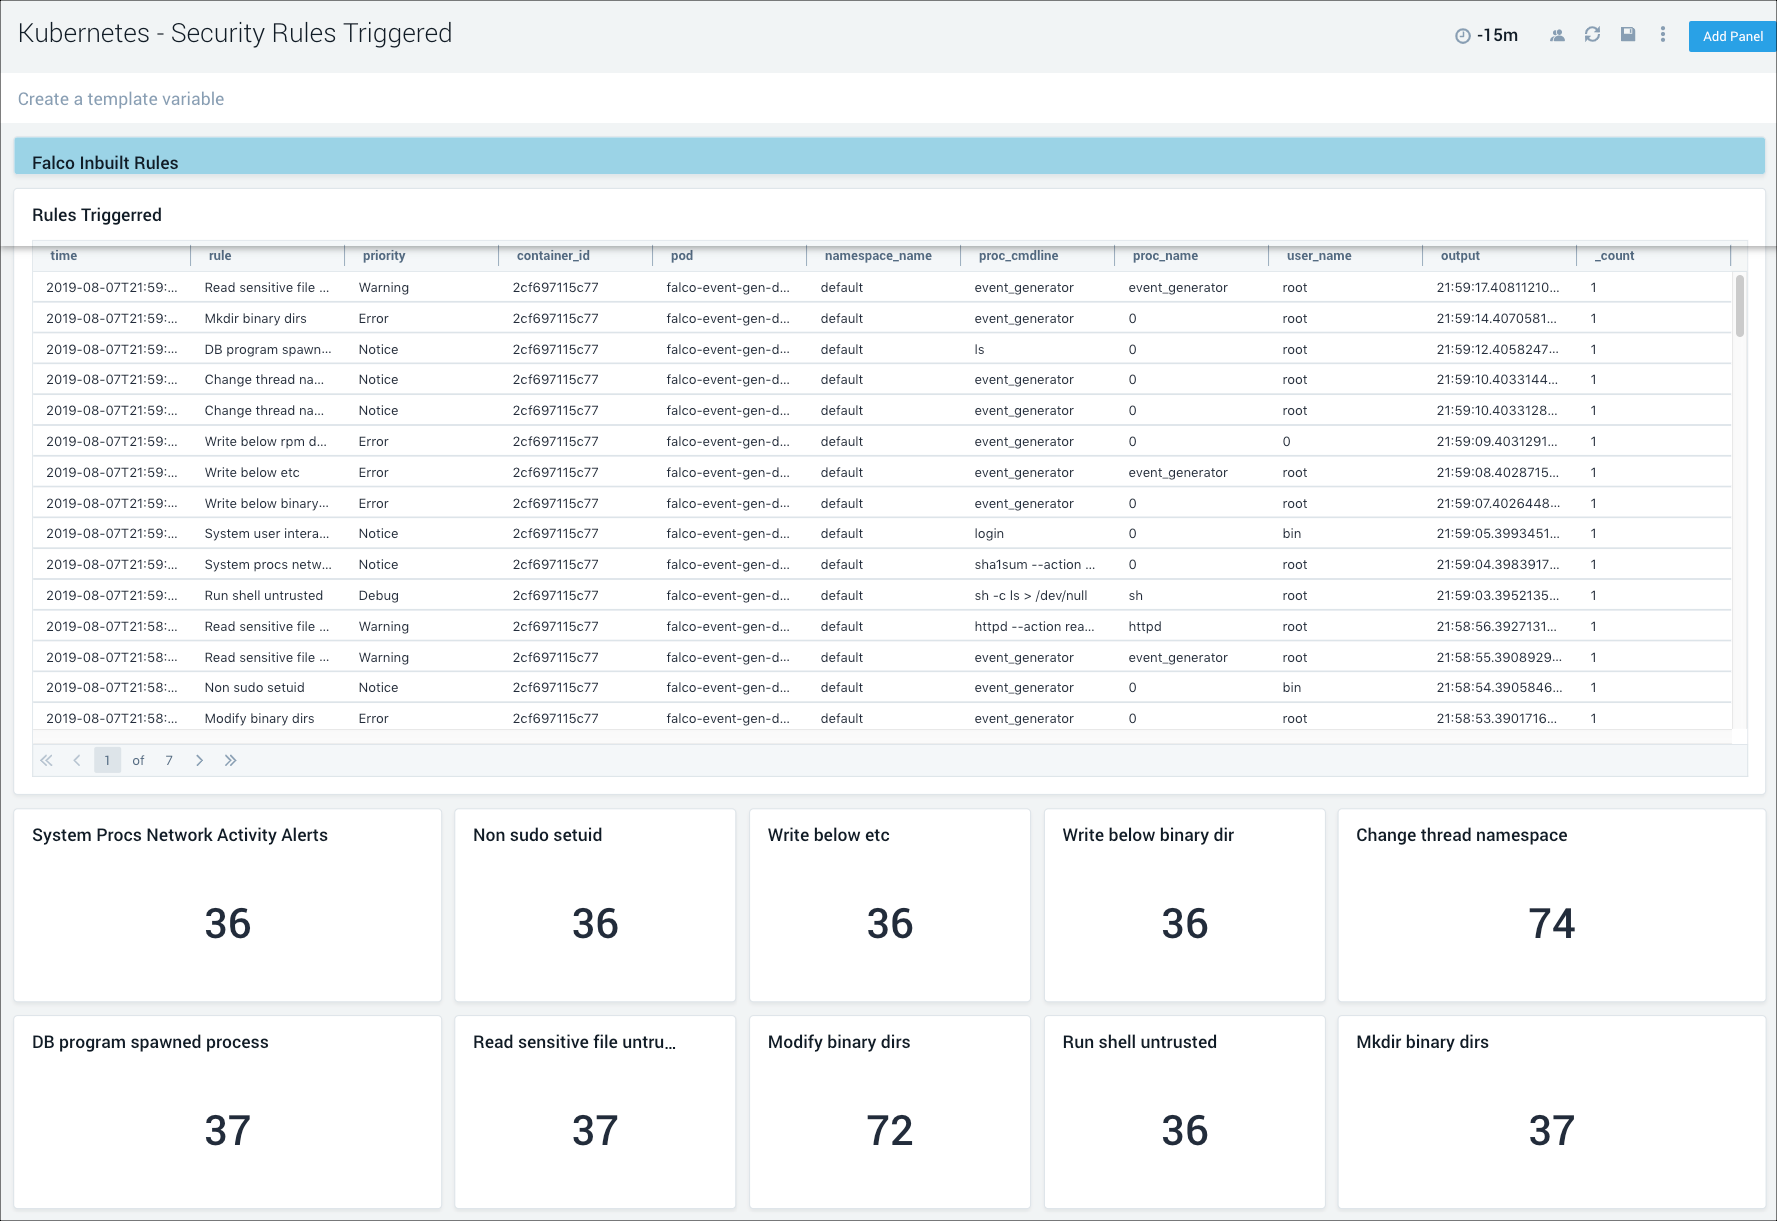 Kubernetes - Security Rules Triggered
-15m
Add Panel
Create a template variable
Falco Inbuilt Rules
Rules Triggerred
time rule priority container_id pod namespace_name proc_cmdline proc_name user_name output _count
2019-08-07T21:59:... Read sensitive file ... Warning 2cf697115c77 falco-event-gen-d... default event_generator event_generator root 21:59:17.40811210... 1
2019-08-07T21:59:... Mkdir binary dirs Error 2cf697115c77 falco-event-gen-d... default event_generator 0 root 21:59:14.4070581... 1
2019-08-07T21:59:... DB program spawn... Notice 2cf697115c77 falco-event-gen-d... default ls 0 root 21:59:12.4058247... 1
2019-08-07T21:59:... Change thread na... Notice 2cf697115c77 falco-event-gen-d... default event_generator 0 root 21:59:10.4033144... 1
2019-08-07T21:59:... Change thread na... Notice 2cf697115c77 falco-event-gen-d... default event_generator 0 root 21:59:10.4033128... 1
2019-08-07T21:59:... Write below rpm d... Error 2cf697115c77 falco-event-gen-d... default event_generator 0 0 21:59:09.4031291... 1
2019-08-07T21:59:... Write below etc Error 2cf697115c77 falco-event-gen-d... default event_generator event_generator root 21:59:08.4028715... 1
2019-08-07T21:59:... Write below binary... Error 2cf697115c77 falco-event-gen-d... default event_generator 0 root 21:59:07.4026448... 1
2019-08-07T21:59:... System user intera... Notice 2cf697115c77 falco-event-gen-d... default login 0 bin 21:59:05.3993451... 1
2019-08-07T21:59:... System procs netw... Notice 2cf697115c77 falco-event-gen-d... default sha1sum --action ... 0 root 21:59:04.3983917... 1
2019-08-07T21:59:... Run shell untrusted Debug 2cf697115c77 falco-event-gen-d... default sh -c ls > /dev/null sh root 21:59:03.3952135... 1
2019-08-07T21:58:... Read sensitive file ... Warning 2cf697115c77 falco-event-gen-d... default httpd --action rea... httpd root 21:58:56.3927131... 1
2019-08-07T21:58:... Read sensitive file ... Warning 2cf697115c77 falco-event-gen-d... default event_generator event_generator root 21:58:55.3908929... 1
2019-08-07T21:58:... Non sudo setuid Notice 2cf697115c77 falco-event-gen-d... default event_generator 0 bin 21:58:54.3905846... 1
2019-08-07T21:58:... Modify binary dirs Error 2cf697115c77 falco-event-gen-d... default event_generator 0 root 21:58:53.3901716... 1
1 of 7
System Procs Network Activity Alerts
36
Non sudo setuid
36
Write below etc
36
Write below binary dir
36
Change thread namespace
74
DB program spawned process
37
Read sensitive file untru...
37
Modify binary dirs
72
Run shell untrusted
36
Mkdir binary dirs
37